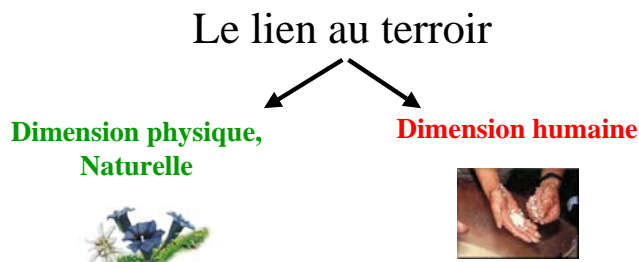 Le lien au terroir
Dimension physique,
Naturelle
Dimension humaine